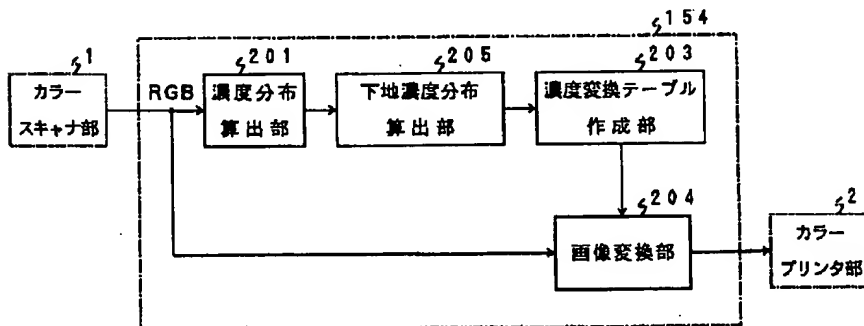 154
1
201
205
203
カラー
スキャナ部
RGB
濃度分布
算出部
下地濃度分布
算出部
濃度変換テーブル
作成部
204
2
画像変換部
カラー
プリンタ部